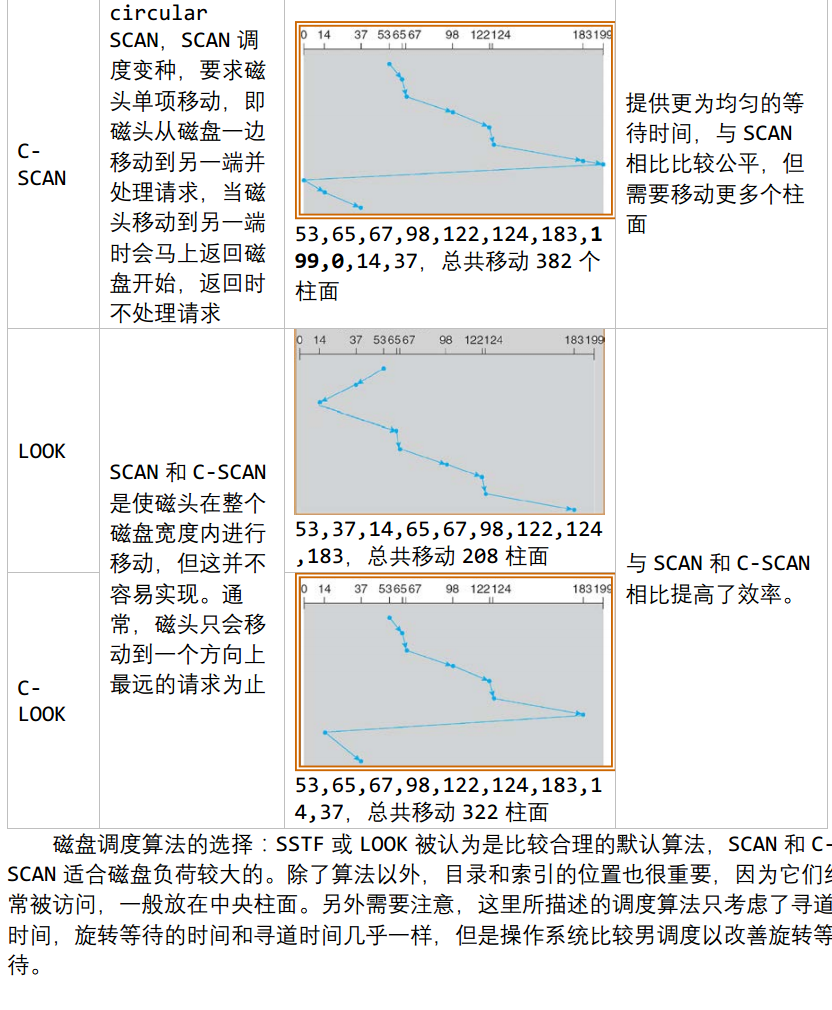 C-
SCAN
circular
SCAN，SCAN 调
度变种，要求磁
头单项移动，即
磁头从磁盘一边
移动到另一端并
处理请求，当磁
头移动到另一端
时会马上返回磁
盘开始，返回时
不处理请求
0 14 37 53 65 67 98 122 124 183 199
53,65,67,98,122,124,183,1
99,0,14,37，总共移动 382 个
柱面
提供更为均匀的等
待时间，与 SCAN
相比比较公平，但
需要移动更多个柱
面
LOOK
SCAN 和 C-SCAN
是使磁头在整个
磁盘宽度内进行
移动，但这并不
容易实现。通
常，磁头只会移
动到一个方向上
最远的请求为止
0 14 37 53 65 67 98 122 124 183 199
53,37,14,65,67,98,122,124
,183，总共移动 208 柱面
与 SCAN 和 C-SCAN
相比提高了效率。
C-
LOOK
0 14 37 53 65 67 98 122 124 183 199
53,65,67,98,122,124,183,1
4,37，总共移动 322 柱面
磁盘调度算法的选择：SSTF 或 LOOK 被认为是比较合理的默认算法，SCAN 和 C-
SCAN 适合磁盘负荷较大的。除了算法以外，目录和索引的位置也很重要，因为它们经
常被访问，一般放在中央柱面。另外需要注意，这里所描述的调度算法只考虑了寻道
时间，旋转等待的时间和寻道时间几乎一样，但是操作系统比较男调度以改善旋转等
待。